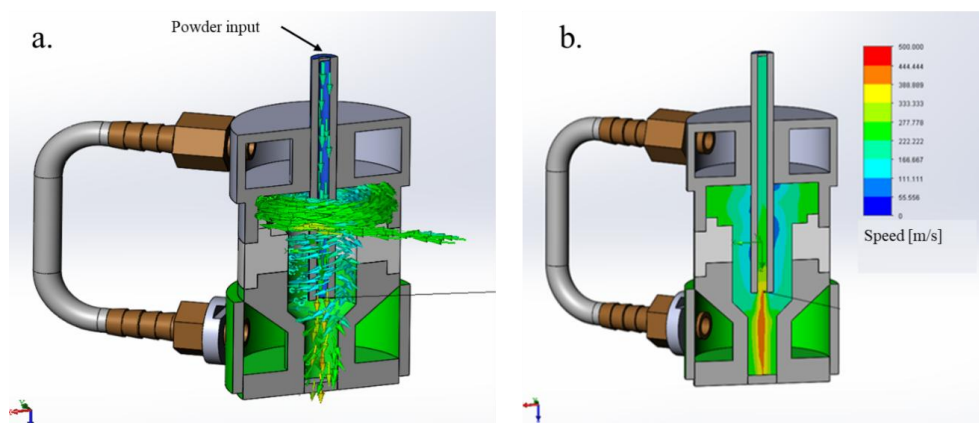 a.
Powder input
b.
500.000
444.444
388.889
333.333
277.778
222.222
166.667
111.111
55.556
0
Speed [m/s]